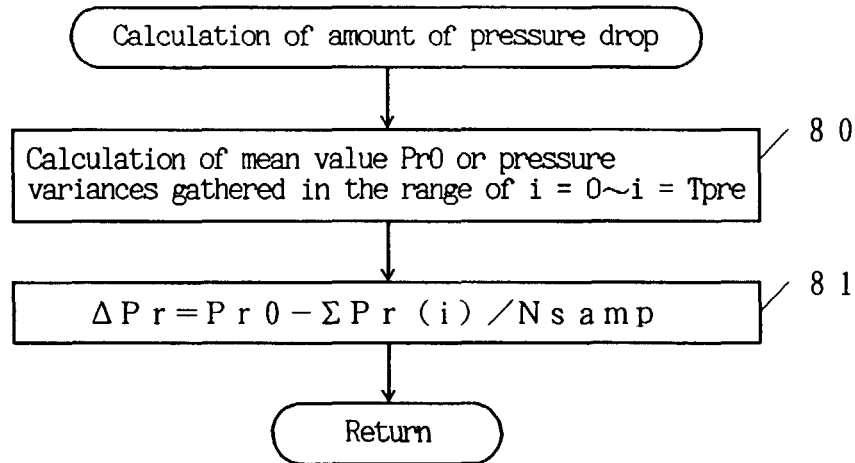 Calculation of amount of pressure drop
80
Calculation of mean value Pr0 or pressure
variances gathered in the range of i = 0~i = Tpre
81
ΔPr=Pr0-ΣPr(i)/Nsamp
Return